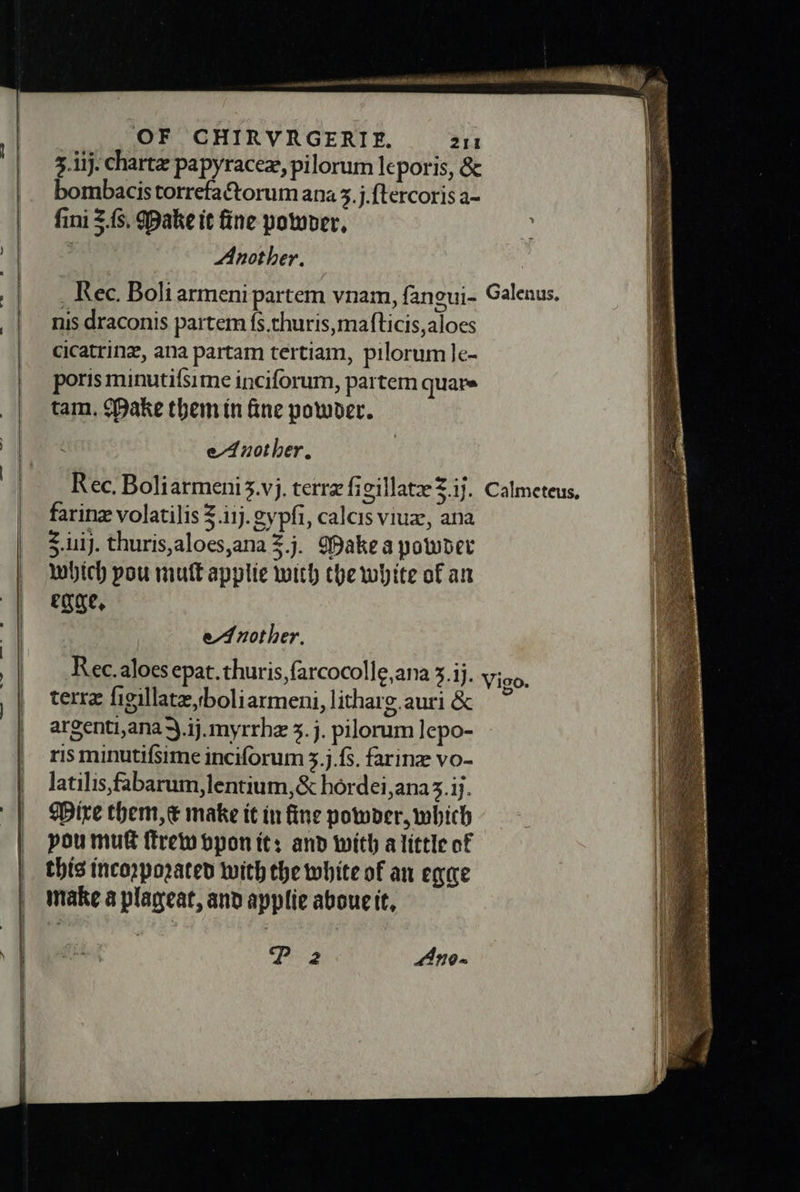 OF CHIRVRGERIE. 211
ʒ.iij. chartæ papyraceæ, pilorum leporis, &
bombacis torrefactorum ana ʒ.j. ſtercoris a-
ſini ℥.ſs. Make it fine powder.
Another.
Rec. Boli armeni partem vnam, ſangui- Galenus.
nis draconis partem ſs. thuris, maſticis, aloes
cicatrinæ, ana partam tertiam, pilorum le-
poris minutiſsime inciſorum, partem quar-
tam. Make them in fine powder.
Another.
Rec. Boliarmeni ʒ.vj. terræ ſigillatæ ℥.ij. Calmeteus.
farinæ volatilis ℥.iij. gypſi, calcis viuæ, ana
℥.iiij. thuris, aloes, ana ℥.j. Make a powder
which you muſt applie with the white of an
egge.
Another.
Rec. aloes epat. thuris, ſarcocolle, ana ʒ.ij. Vigo.
terræ ſigillatæ, boliarmeni, litharg. auri &
argenti, ana ℈.ij. myrrhæ ʒ.j. pilorum lepo-
ris minutiſsime inciſorum ʒ.j.ſs. farinæ vo-
latilis, fabarum, lentium, & hordei, ana ʒ.ij.
Mixe them, & make it in fine powder, which
you muſt ſtrew vpon it: and with a little of
this incorporated with the white of an egge
make a plageat, and applie aboue it.
P 2 Ano-